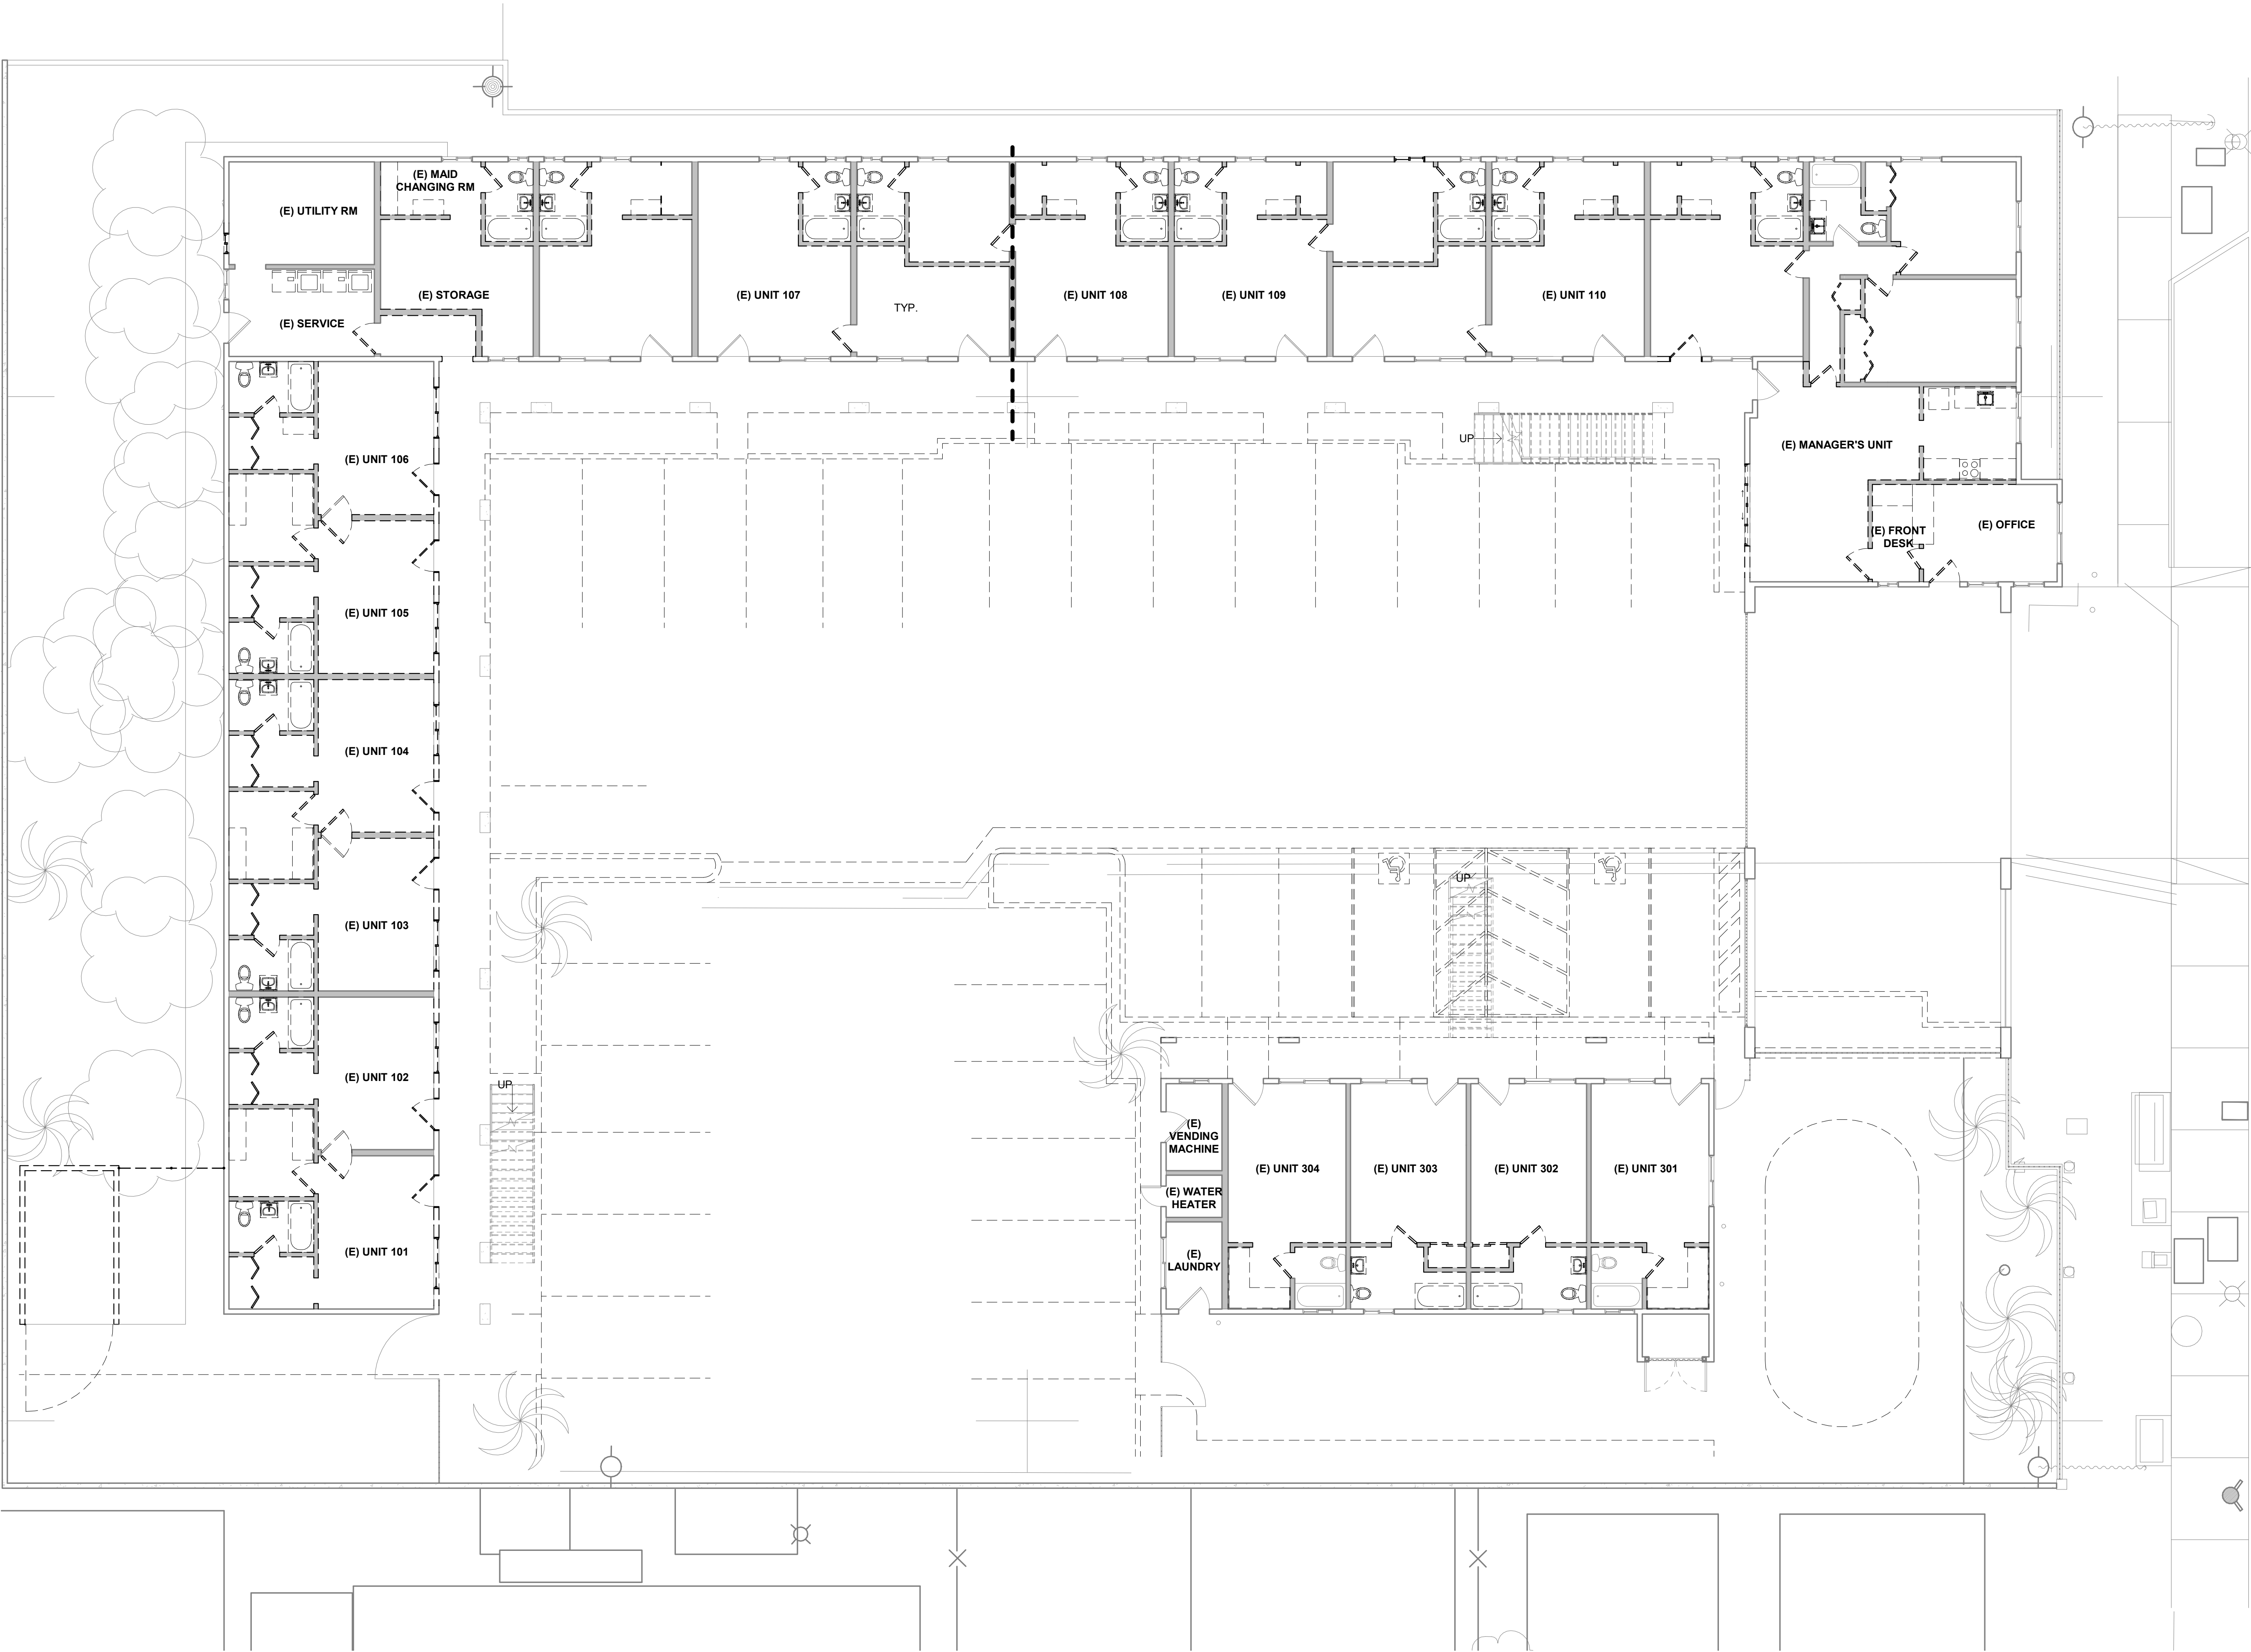 (E) MAID
CHANGING RM
(E) UTILITY RM
(E) STORAGE
(E) SERVICE
(E) UNIT 107
TYP.
(E) UNIT 108
(E) UNIT 109
(E) UNIT 110
UP
(E) MANAGER'S UNIT
(E) FRONT
DESK
(E) OFFICE
(E) UNIT 106
(E) UNIT 105
(E) UNIT 104
(E) UNIT 103
(E) UNIT 102
(E) UNIT 101
UP
UP
(E)
VENDING
MACHINE
(E) WATER
HEATER
(E)
LAUNDRY
(E) UNIT 304
(E) UNIT 303
(E) UNIT 302
(E) UNIT 301